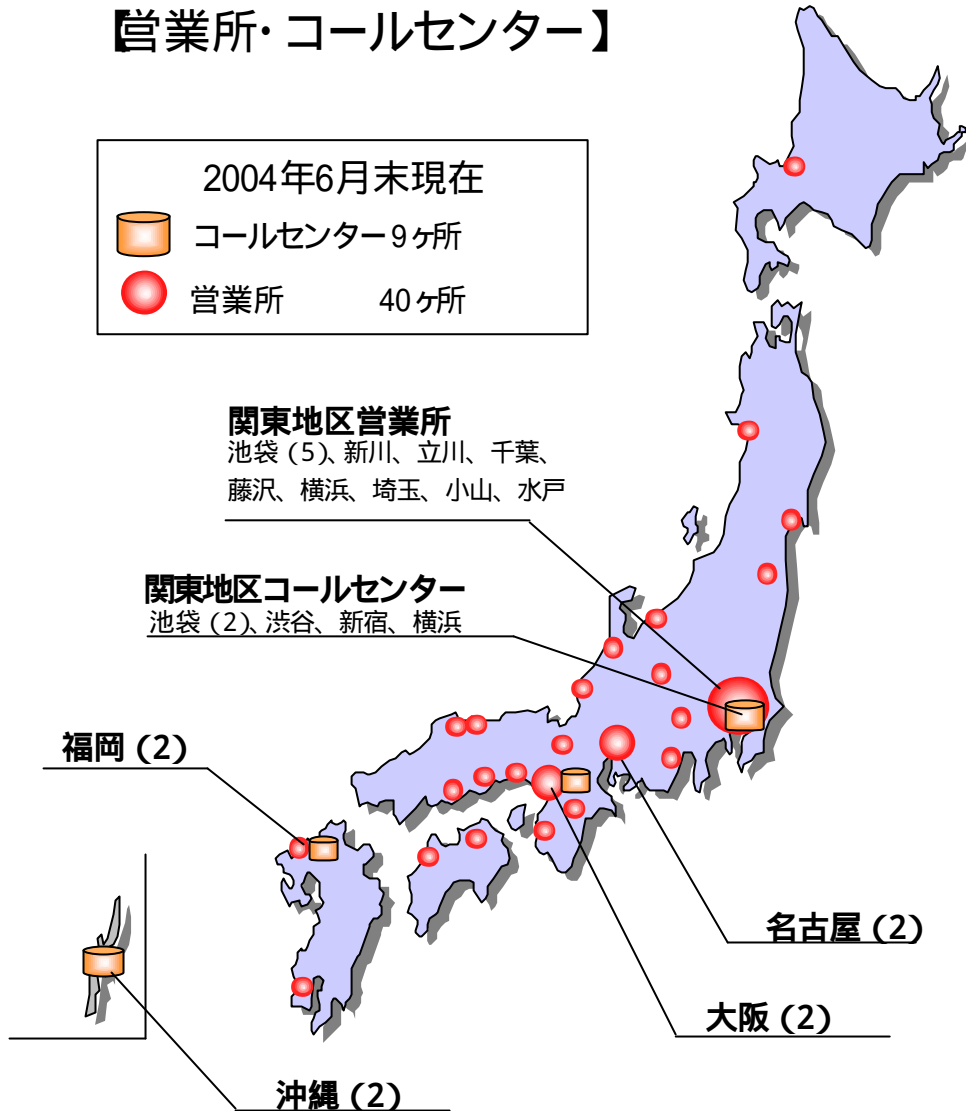 【営業所・コールセンター】
2004年6月末現在
コールセンター 9ヶ所
営業所 40ヶ所
関東地区営業所
池袋(5)、新川、立川、千葉、
藤沢、横浜、埼玉、小山、水戸
関東地区コールセンター
池袋(2)、渋谷、新宿、横浜
福岡(2)
名古屋(2)
大阪(2)
沖縄(2)